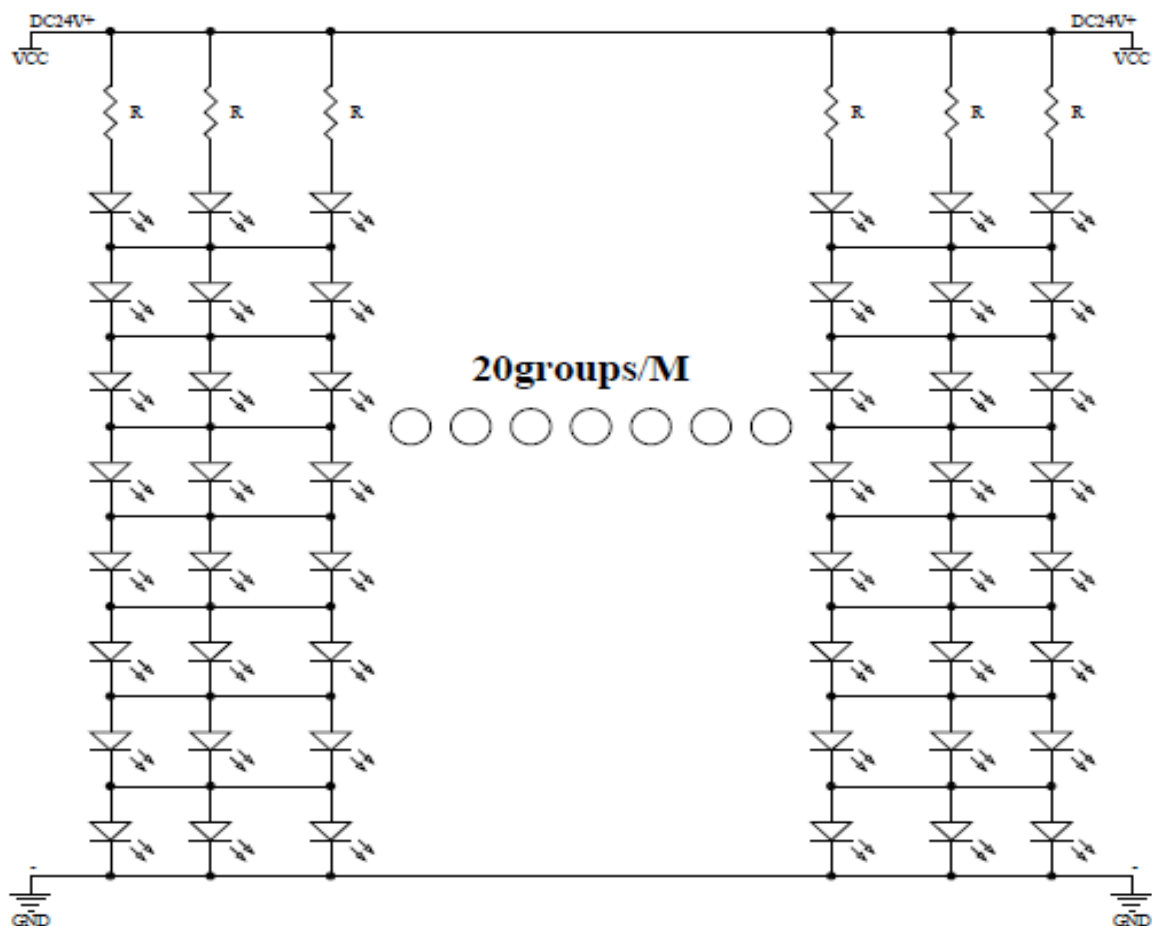 DC24V+ DC24V+
VCC VCC
R R R R R R
20groups/M
- -
GND GND